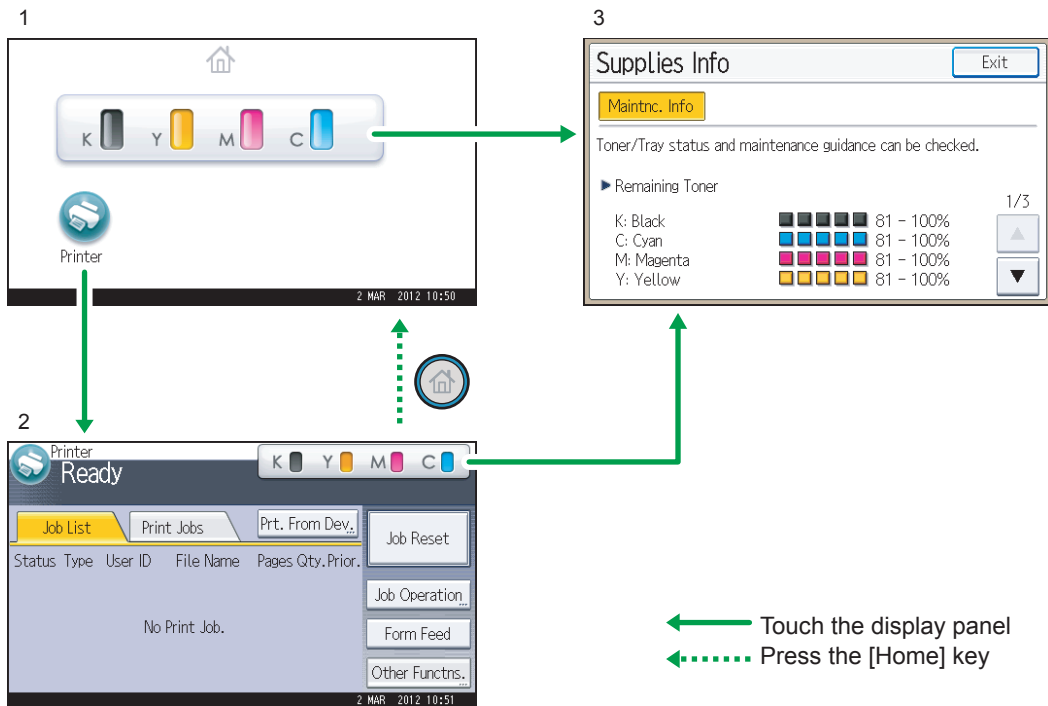 1
K Y M C
Printer
2 MAR 2012 10:50
3
Supplies Info Exit
Maintnc. Info
Toner/Tray status and maintenance guidance can be checked.
Remaining Toner
1/3
K: Black 81 - 100%
C: Cyan 81 - 100%
M: Magenta 81 - 100%
Y: Yellow 81 - 100%
2
Printer
Ready
K Y M C
Job List Print Jobs Prt. From Dev. Job Reset
Status Type User ID File Name Pages Qty. Prior.
Job Operation
No Print Job.
Form Feed
Other Functns.
2 MAR 2012 10:51
Touch the display panel
Press the [Home] key